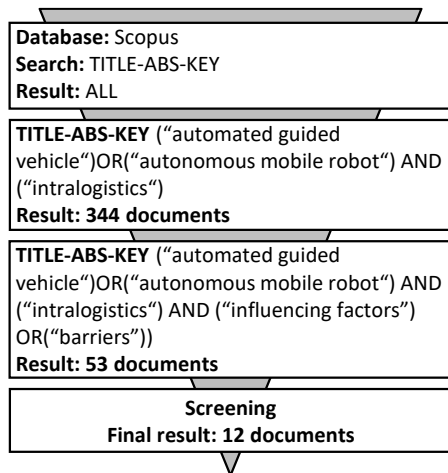 Database: Scopus
Search: TITLE-ABS-KEY
Result: ALL
TITLE-ABS-KEY (“automated guided
vehicle“)OR(“autonomous mobile robot“) AND
(“intralogistics“)
Result: 344 documents
TITLE-ABS-KEY (“automated guided
vehicle“)OR(“autonomous mobile robot“) AND
(“intralogistics“) AND (“influencing factors”)
OR(“barriers”))
Result: 53 documents
Screening
Final result: 12 documents